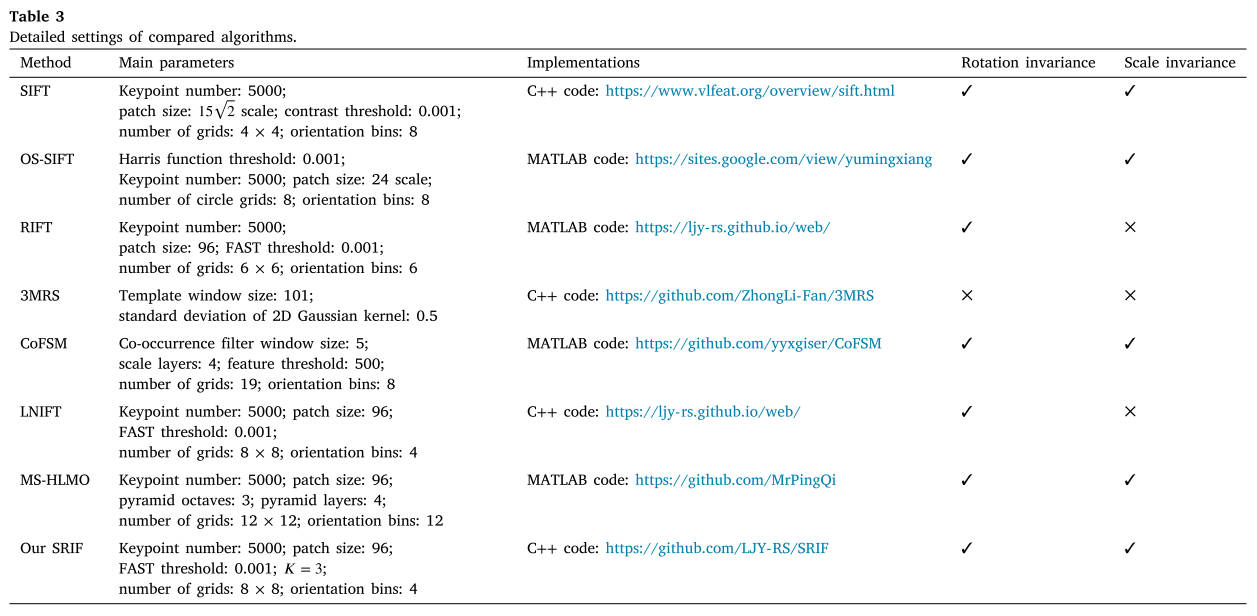 Table 3
Detailed settings of compared algorithms.
Method Main parameters Implementations Rotation invariance Scale invariance
SIFT Keypoint number: 5000; C++ code: https://www.vlfeat.org/overview/sift.html ✓ ✓
patch size: 15√2 scale; contrast threshold: 0.001;
number of grids: 4 × 4; orientation bins: 8
OS-SIFT Harris function threshold: 0.001; MATLAB code: https://sites.google.com/view/yumingxiang ✓ ✓
Keypoint number: 5000; patch size: 24 scale;
number of circle grids: 8; orientation bins: 8
RIFT Keypoint number: 5000; MATLAB code: https://ljy-rs.github.io/web/ ✓ ×
patch size: 96; FAST threshold: 0.001;
number of grids: 6 × 6; orientation bins: 6
3MRS Template window size: 101; C++ code: https://github.com/ZhongLi-Fan/3MRS × ×
standard deviation of 2D Gaussian kernel: 0.5
CoFSM Co-occurrence filter window size: 5; MATLAB code: https://github.com/yyxgiser/CoFSM ✓ ✓
scale layers: 4; feature threshold: 500;
number of grids: 19; orientation bins: 8
LNIFT Keypoint number: 5000; patch size: 96; C++ code: https://ljy-rs.github.io/web/ ✓ ×
FAST threshold: 0.001;
number of grids: 8 × 8; orientation bins: 4
MS-HLMO Keypoint number: 5000; patch size: 96; MATLAB code: https://github.com/MrPingQi ✓ ✓
pyramid octaves: 3; pyramid layers: 4;
number of grids: 12 × 12; orientation bins: 12
Our SRIF Keypoint number: 5000; patch size: 96; C++ code: https://github.com/LJY-RS/SRIF ✓ ✓
FAST threshold: 0.001; K = 3;
number of grids: 8 × 8; orientation bins: 4